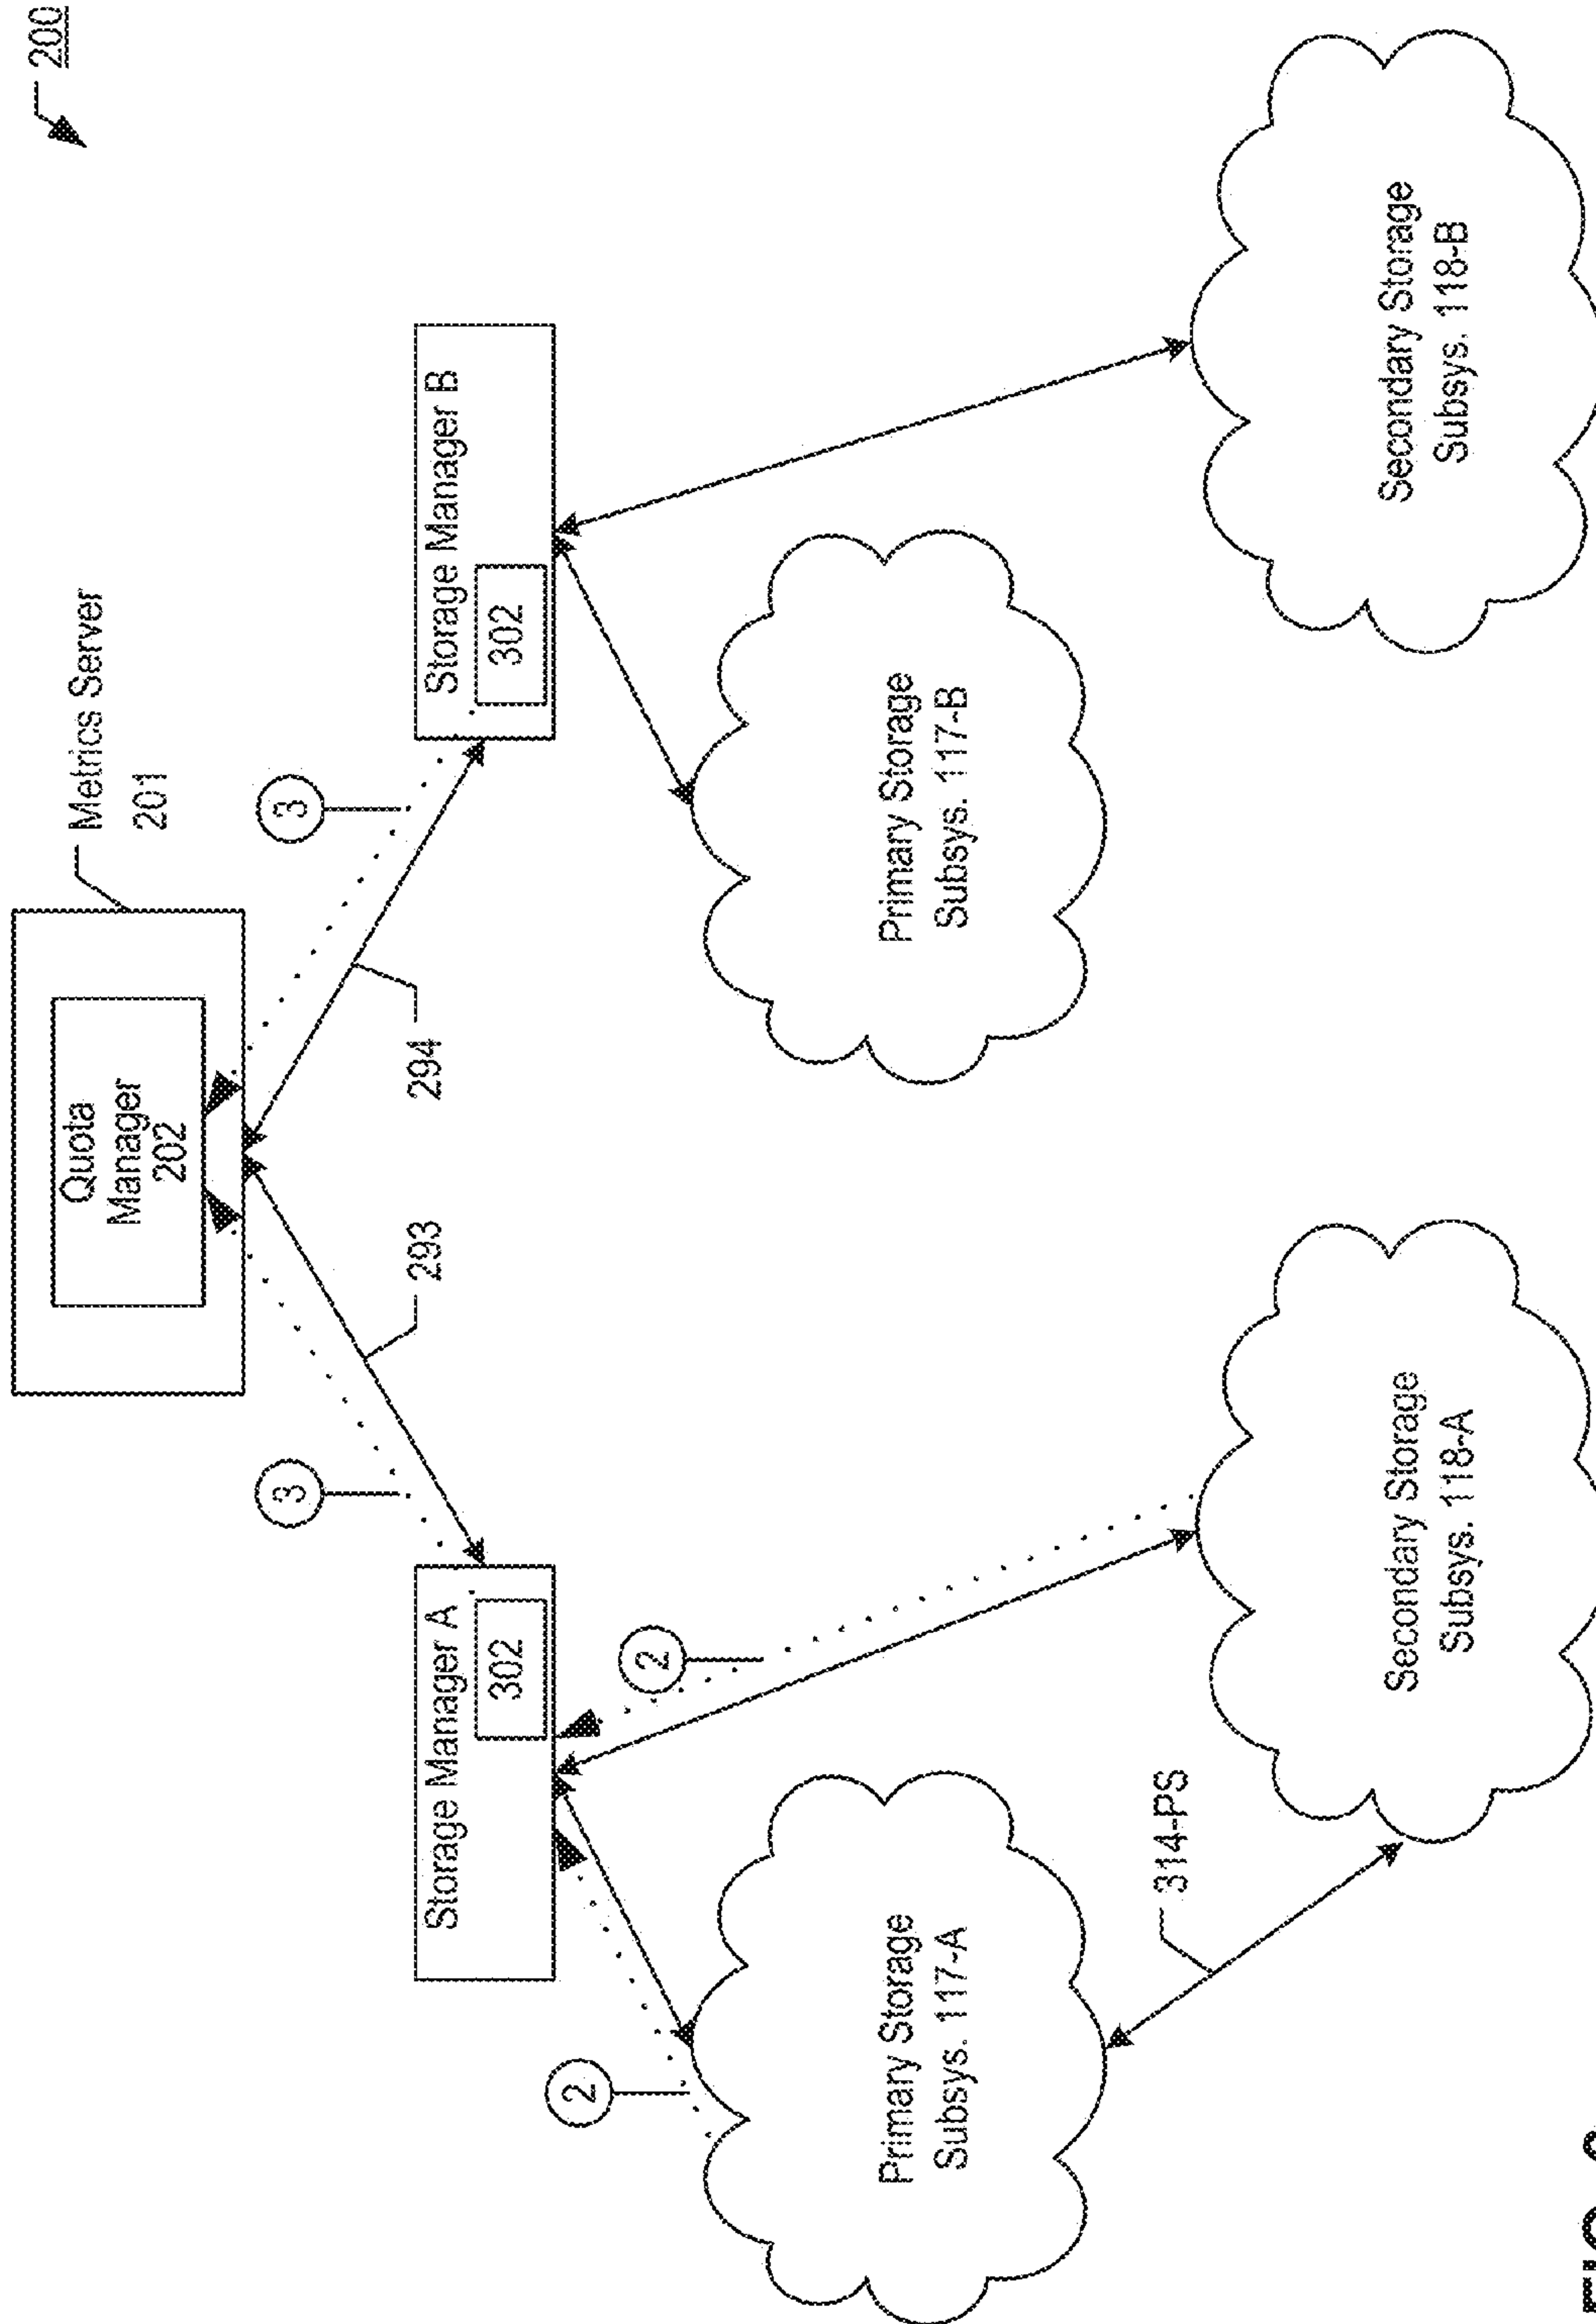 200
Metrics Server
201
Quota
Manager
202
3
3
293
294
Storage Manager A
302
Storage Manager B
302
2
2
Primary Storage
Subsys. 117-A
Primary Storage
Subsys. 117-B
314-PS
Secondary Storage
Subsys. 118-A
Secondary Storage
Subsys. 118-B